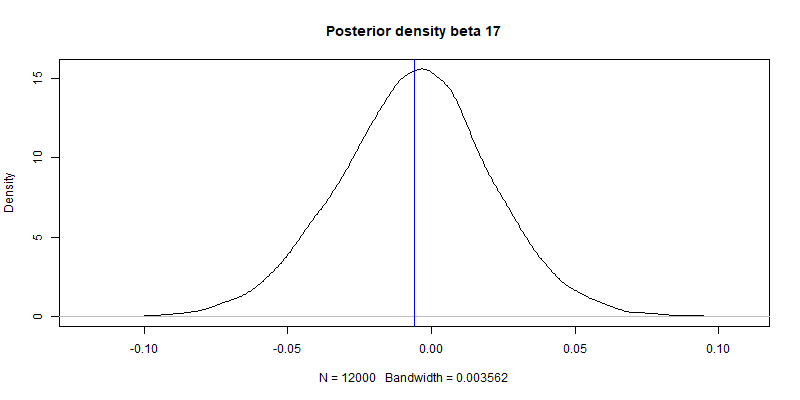 Posterior density beta 17
15
10
5
0
Density
-0.10 -0.05 0.00 0.05 0.10
N = 12000 Bandwidth = 0.003562